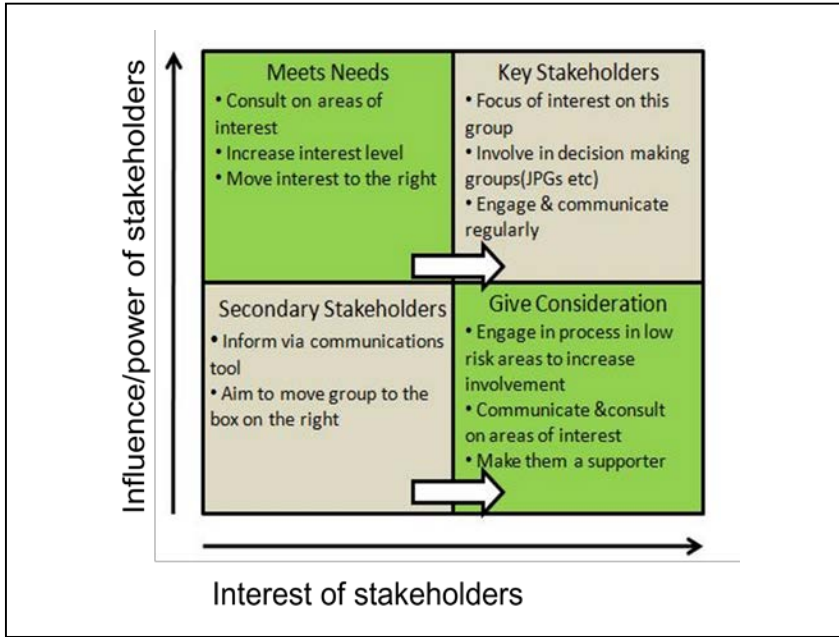 Influence/power of stakeholders
Meets Needs
• Consult on areas of
interest
• Increase interest level
• Move interest to the right
Key Stakeholders
• Focus of interest on this
group
• Involve in decision making
groups(JPGs etc)
• Engage & communicate
regularly
Secondary Stakeholders
• Inform via communications
tool
• Aim to move group to the
box on the right
Give Consideration
• Engage in process in low
risk areas to increase
involvement
• Communicate &consult
on areas of interest
• Make them a supporter
Interest of stakeholders